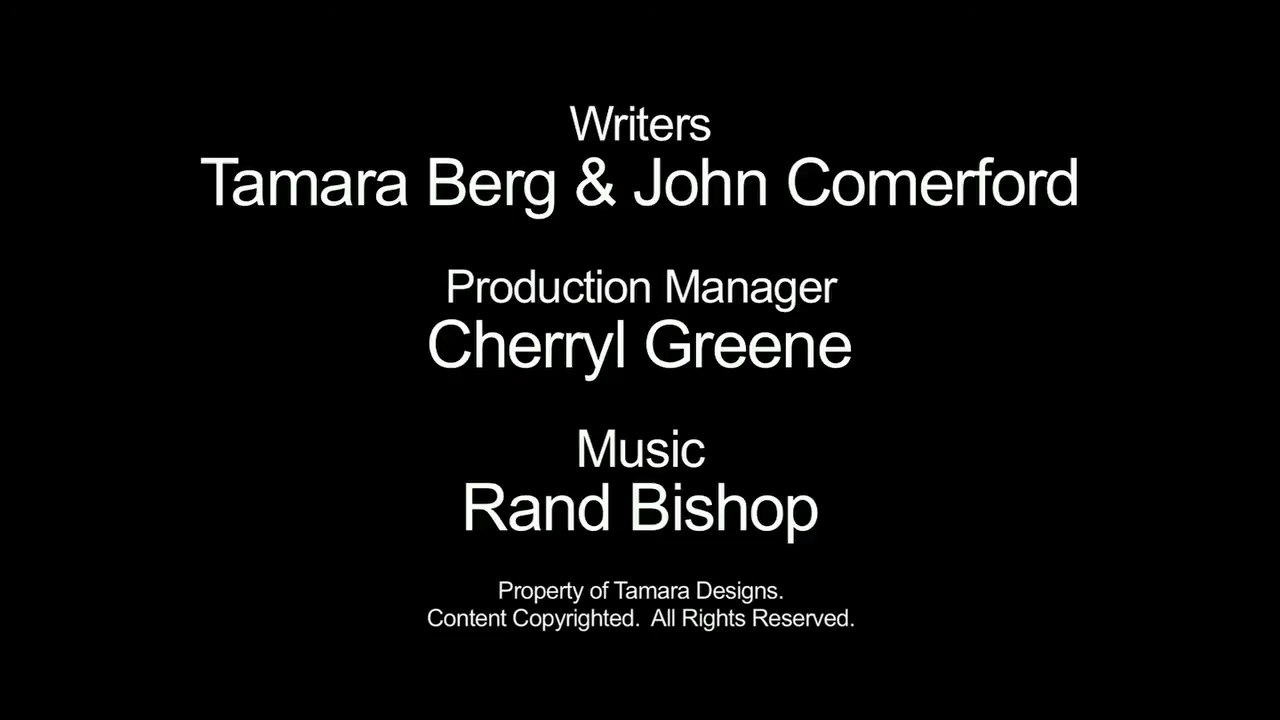 Writers
Tamara Berg & John Comerford
Production Manager
Cherryl Greene
Music
Rand Bishop
Property of Tamara Designs.
Content Copyrighted.  All Rights Reserved.